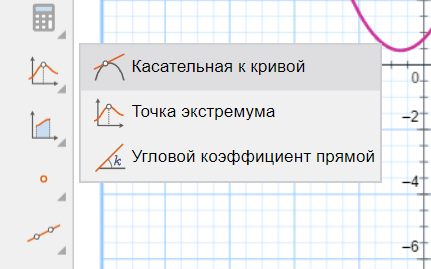 Касательная к кривой
Точка экстремума
k
Угловой коэффициент прямой
0
−2
−4
−6